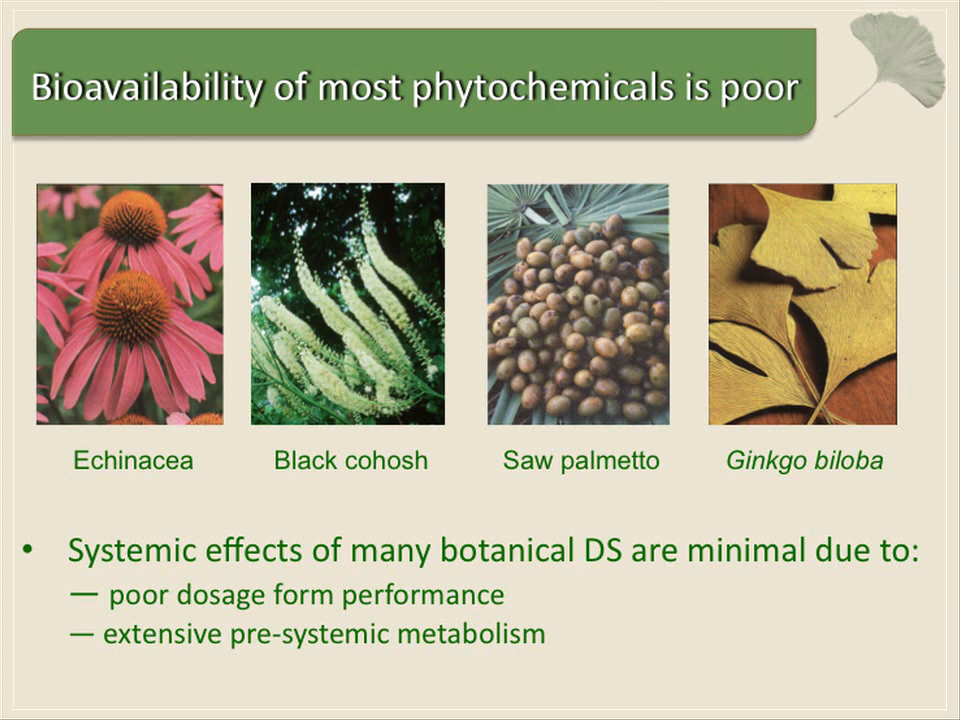 Bioavailability of most phytochemicals is poor
Echinacea
Black cohosh
Saw palmetto
Ginkgo biloba
• Systemic effects of many botanical DS are minimal due to:
— poor dosage form performance
— extensive pre-systemic metabolism